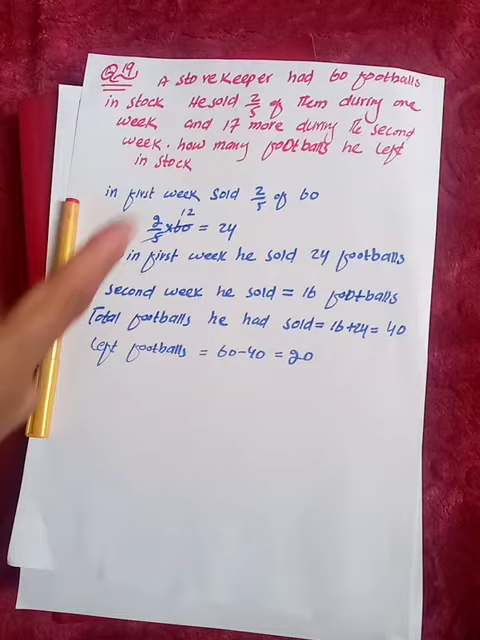 Q 19 A storekeeper had 60 footballs
in stock He sold 2/5 of them during one
week and 17 more during the second
week. how many footballs he left
in stock
in first week sold 2/5 of 60
2/5 × 60 12 = 24
in first week he sold 24 footballs
second week he sold = 16 footballs
Total footballs he had sold = 16+24 = 40
Left footballs = 60-40 = 20